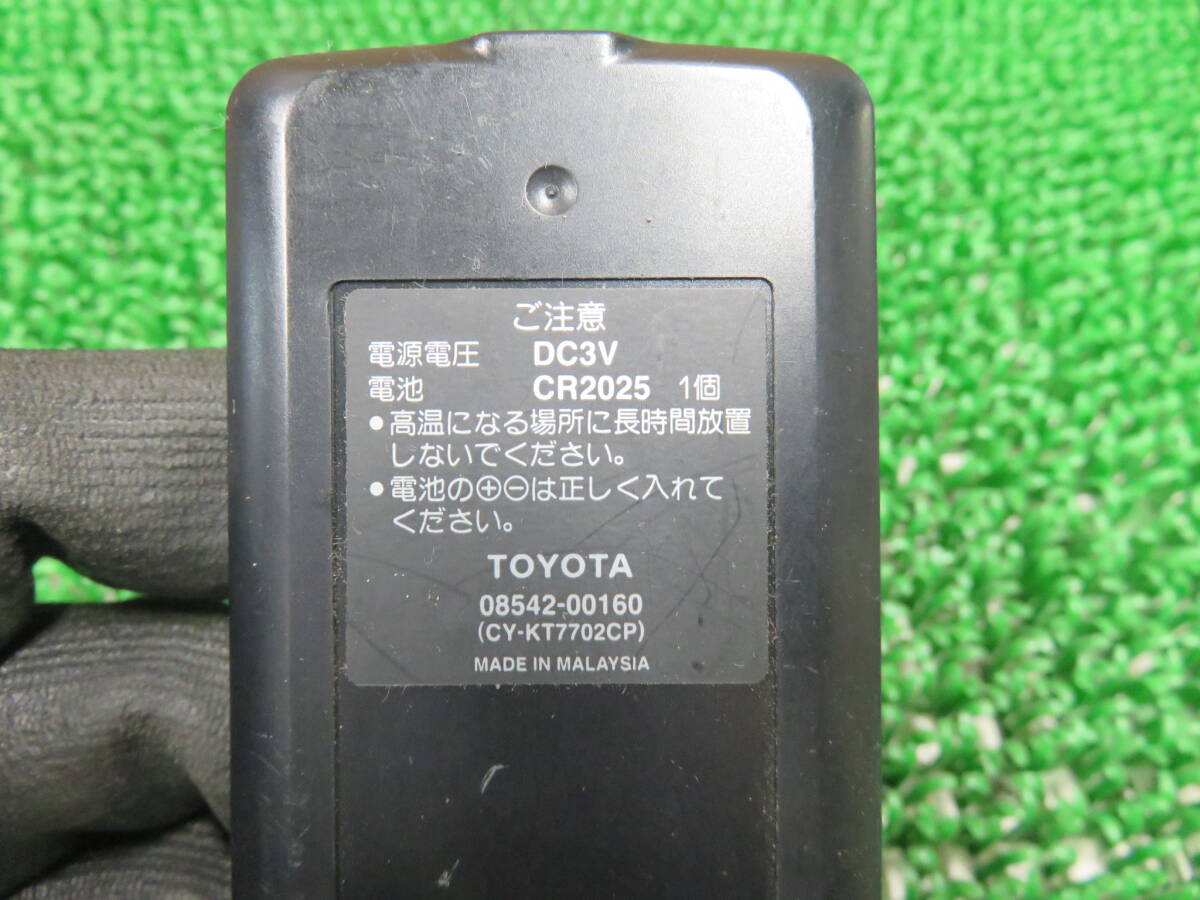 ご注意
電源電圧 DC3V
電池 CR2025 1個
●高温になる場所に長時間放置
しないでください。
●電池の⊕⊖は正しく入れて
ください。
TOYOTA
08542-00160
(CY-KT7702CP)
MADE IN MALAYSIA